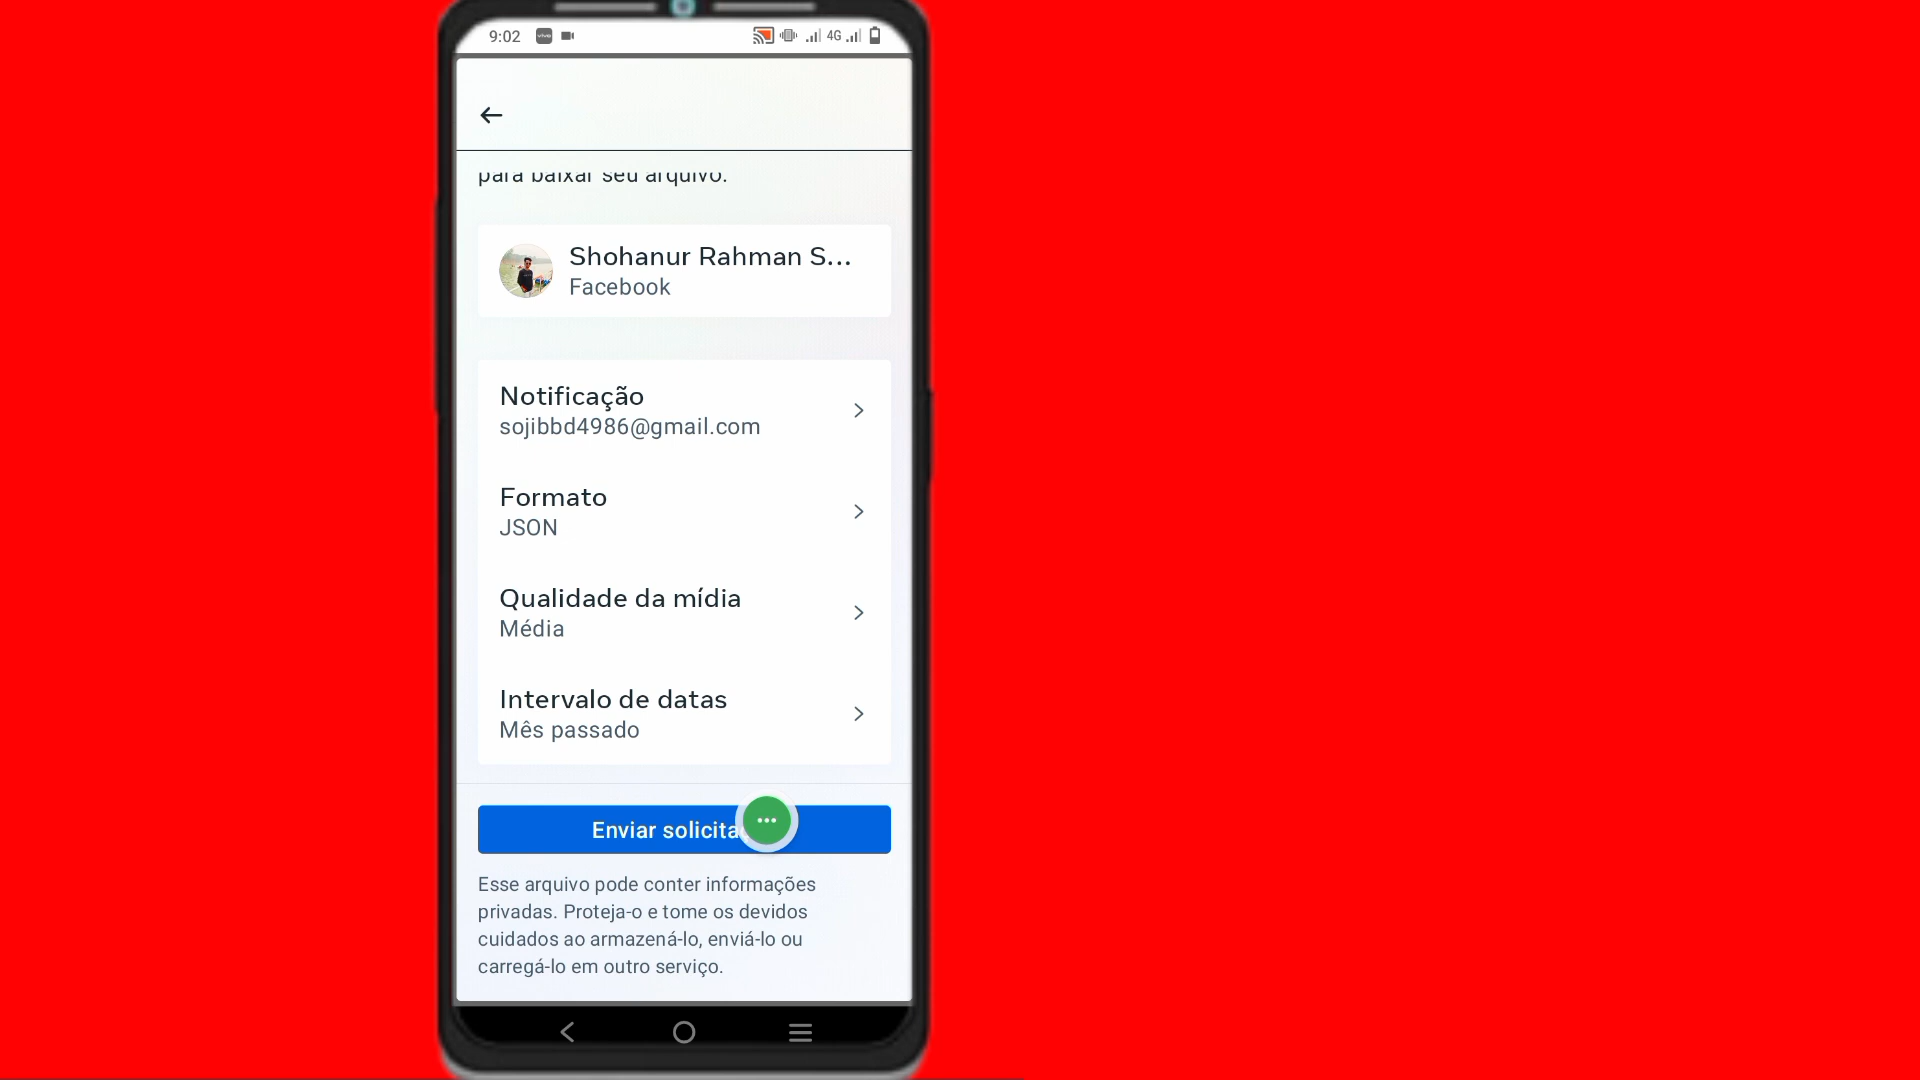 9:02
vivo
4G
para baixar seu arquivo.
Shohanur Rahman S...
Facebook
Notificação
sojibbd4986@gmail.com
Formato
JSON
Qualidade da mídia
Média
Intervalo de datas
Mês passado
Enviar
Esse arquivo pode conter informações
privadas. Proteja-o e tome os devidos
cuidados ao armazená-lo, enviá-lo ou
carregá-lo em outro serviço.